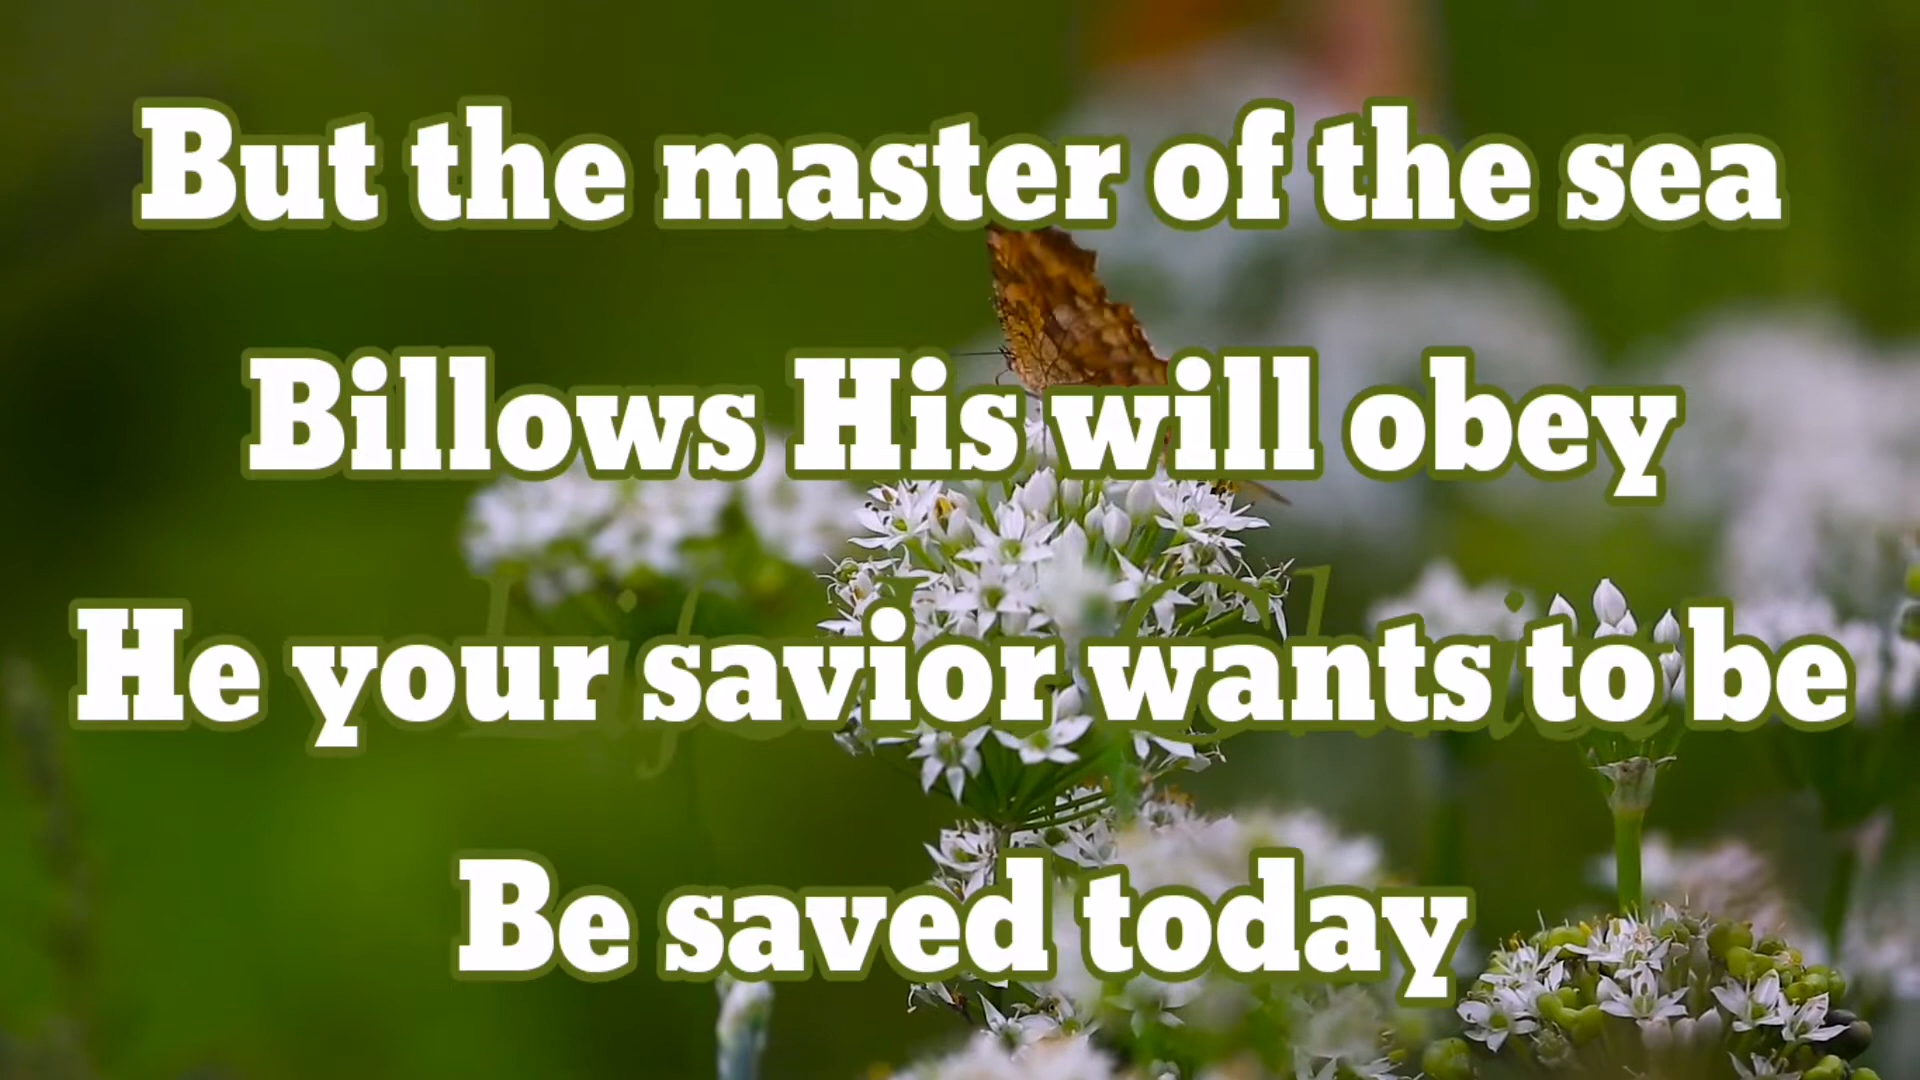 But the master of the sea
Billows His will obey
He your savior wants to be
Be saved today